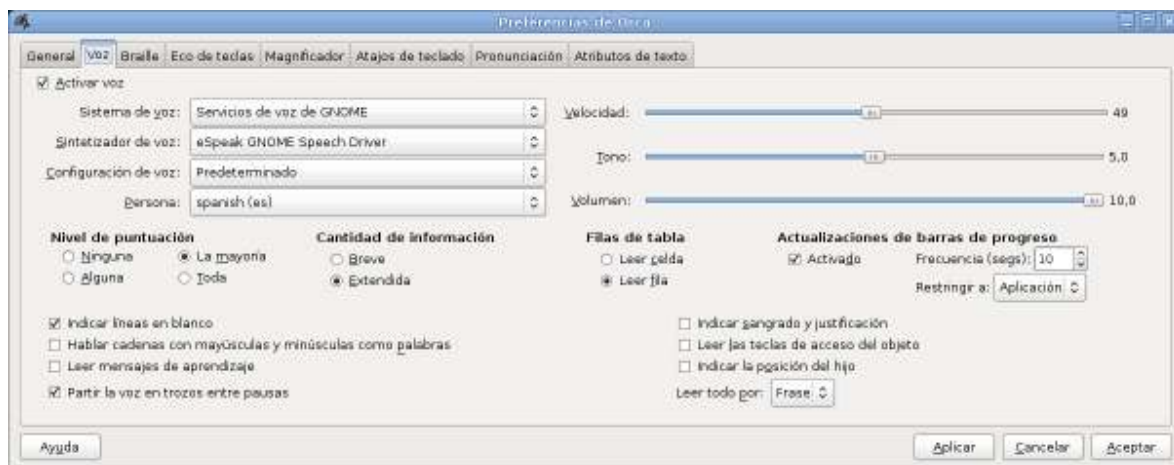 Preferencias de Orca
General Voz Braille Eco de teclas Magnificador Atajos de teclado Pronunciación Atributos de texto
Activar voz
Sistema de voz: Servicios de voz de GNOME
Velocidad: 49
Sintetizador de voz: eSpeak GNOME Speech Driver
Tono: 5,0
Configuración de voz: Predeterminado
Persona: spanish (es)
Volumen: 10,0
Nivel de puntuación Cantidad de información Filas de tabla Actualizaciones de barras de progreso
Ninguna La mayoría Breve Leer celda Activado Frecuencia (segs): 10
Alguna Toda Extendida Leer fila Restringir a: Aplicación
Indicar líneas en blanco Indicar sangrado y justificación
Hablar cadenas con mayúsculas y minúsculas como palabras Leer las teclas de acceso del objeto
Leer mensajes de aprendizaje Indicar la posición del hijo
Partir la voz en trozos entre pausas Leer todo por: Frase
Ayuda Aplicar Cancelar Aceptar